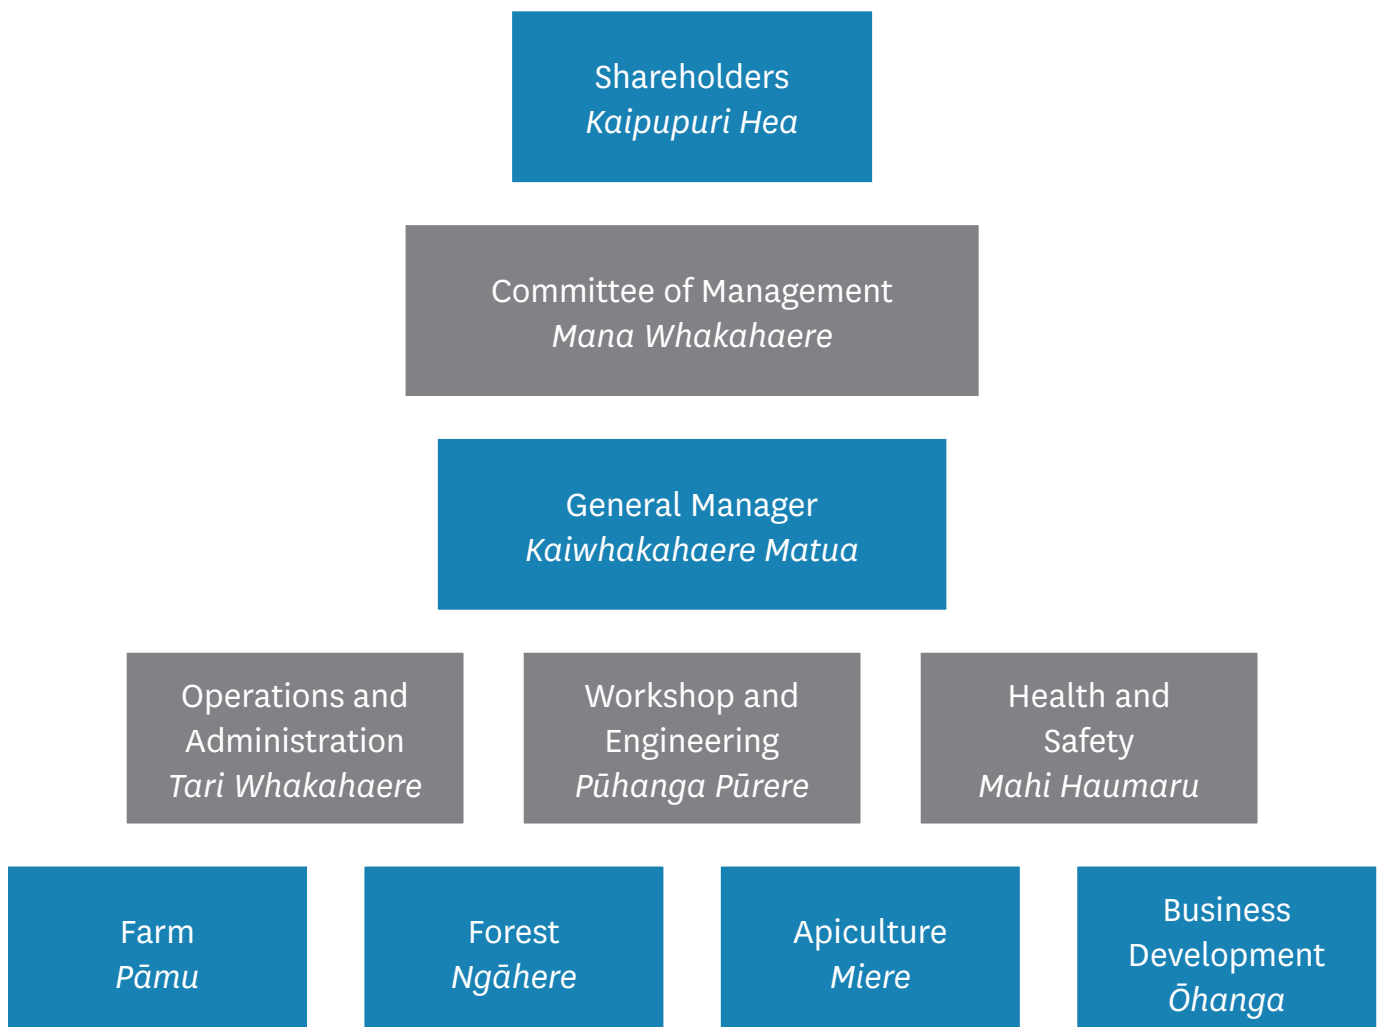 Shareholders
Kaipupuri Hea
Committee of Management
Mana Whakahaere
General Manager
Kaiwhakahaere Matua
Operations and
Administration
Tari Whakahaere
Workshop and
Engineering
Pūhanga Pūrere
Health and
Safety
Mahi Haumaru
Farm
Pāmu
Forest
Ngāhere
Apiculture
Miere
Business
Development
Ōhanga